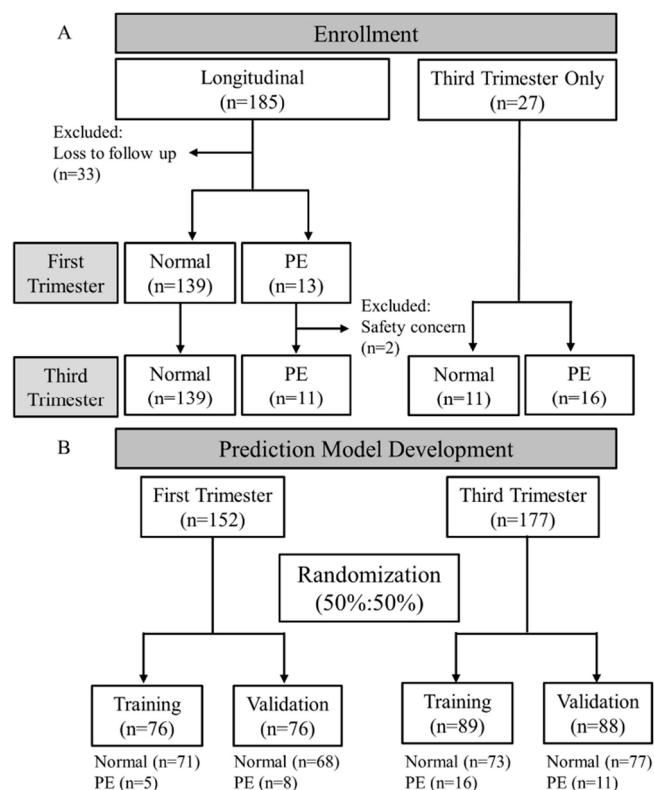 A
Enrollment
Longitudinal
(n=185)
Third Trimester Only
(n=27)
Excluded:
Loss to follow up
(n=33)
First
Trimester
Normal
(n=139)
PE
(n=13)
Excluded:
Safety concern
(n=2)
Third
Trimester
Normal
(n=139)
PE
(n=11)
Normal
(n=11)
PE
(n=16)
B
Prediction Model Development
First Trimester
(n=152)
Third Trimester
(n=177)
Randomization
(50%:50%)
Training
(n=76)
Validation
(n=76)
Training
(n=89)
Validation
(n=88)
Normal (n=71)
PE (n=5)
Normal (n=68)
PE (n=8)
Normal (n=73)
PE (n=16)
Normal (n=77)
PE (n=11)